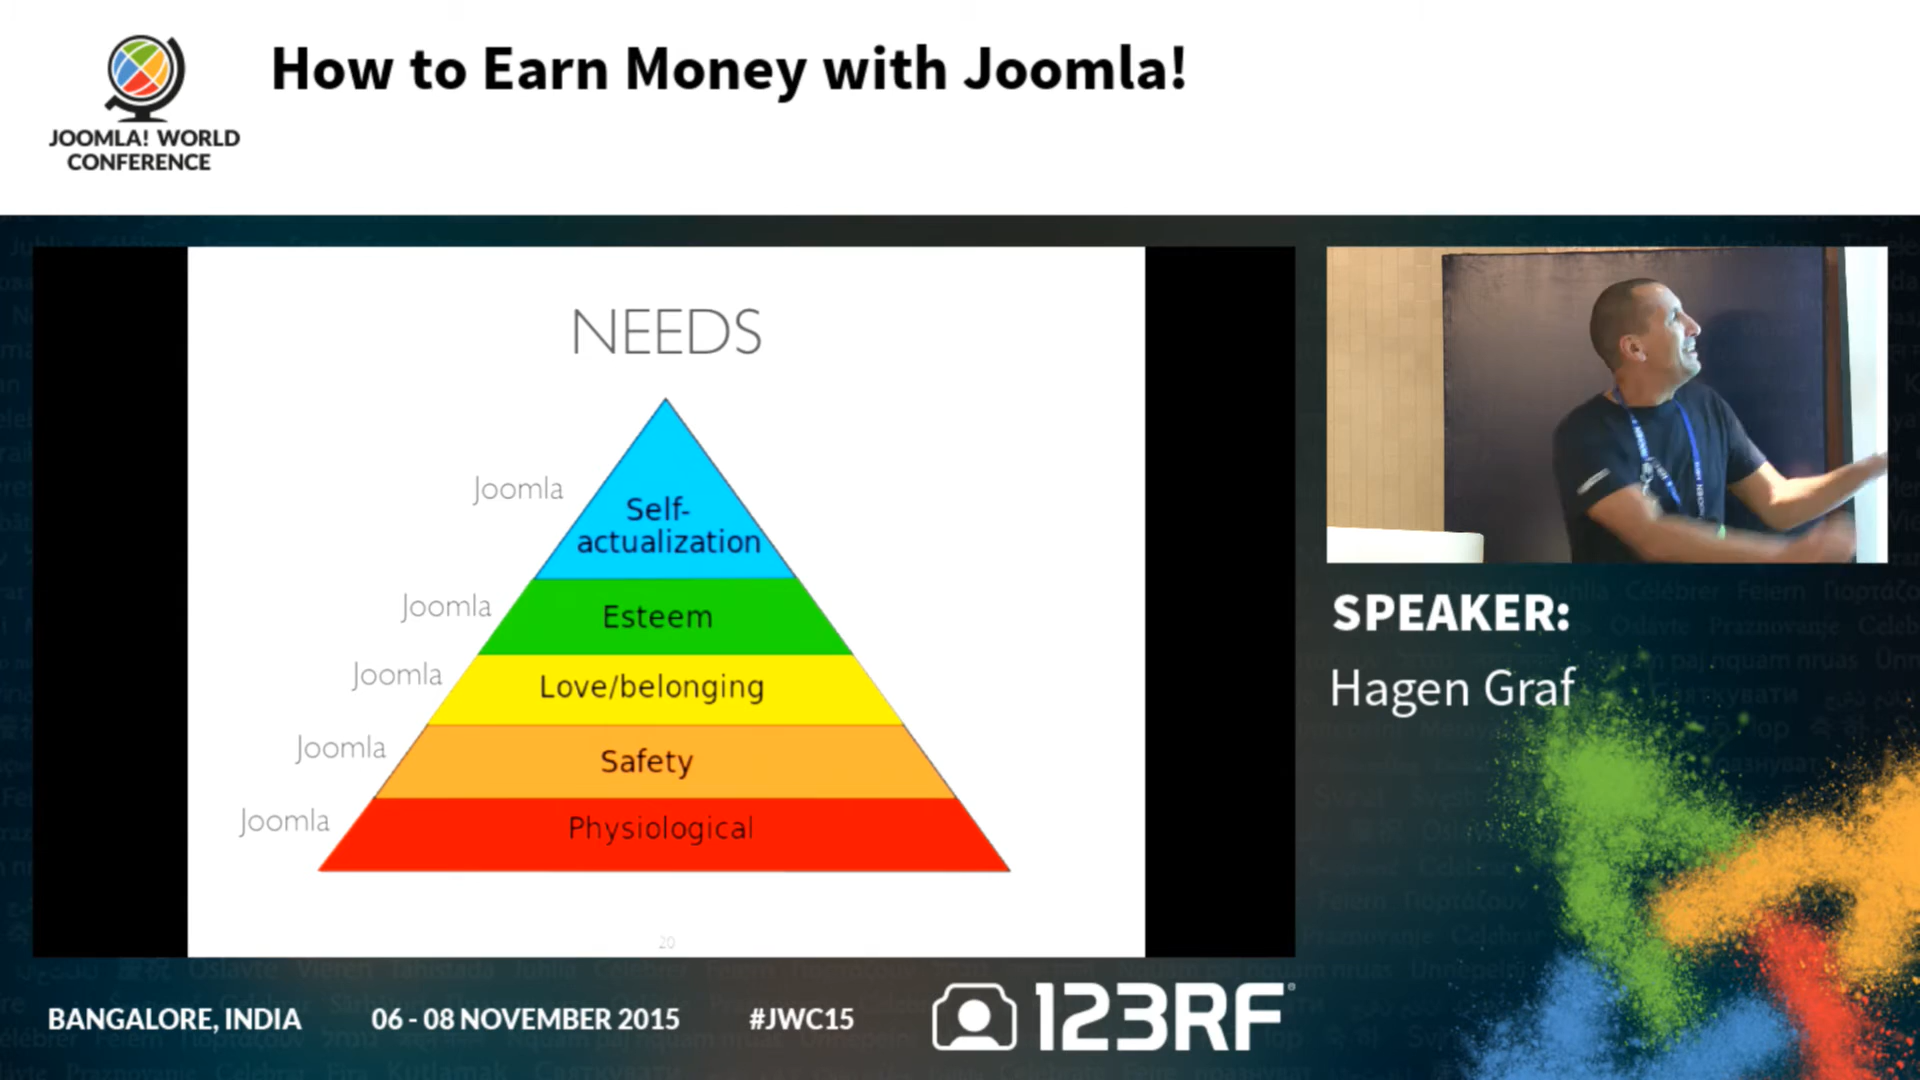 How to Earn Money with Joomla!
JOOMLA! WORLD
CONFERENCE
NEEDS
Joomla
Self-
actualization
Joomla
Esteem
Joomla
Love/belonging
Joomla
Safety
Joomla
Physiological
20
SPEAKER:
Hagen Graf
BANGALORE, INDIA
06 - 08 NOVEMBER 2015
#JWC15
123RF